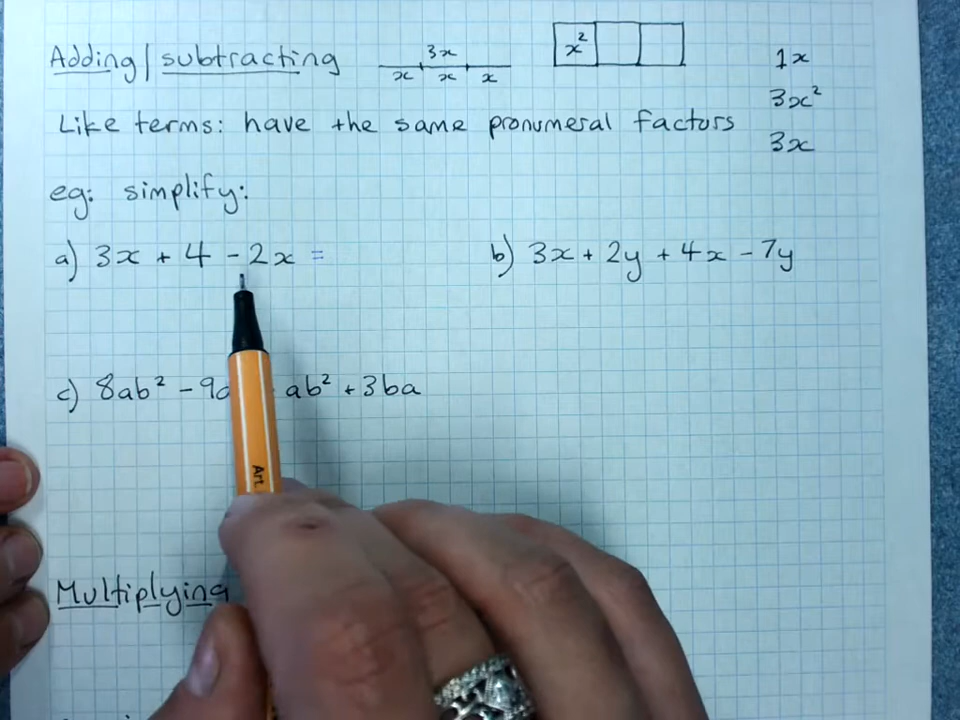 Adding/subtracting 3x x² 1x
x x x 3x²
Like terms: have the same pronumeral factors 3x
eg: simplify:
a) 3x + 4 - 2x = b) 3x + 2y + 4x - 7y
c) 8ab² - 9 ab² + 3ba
Multiplying
Art.